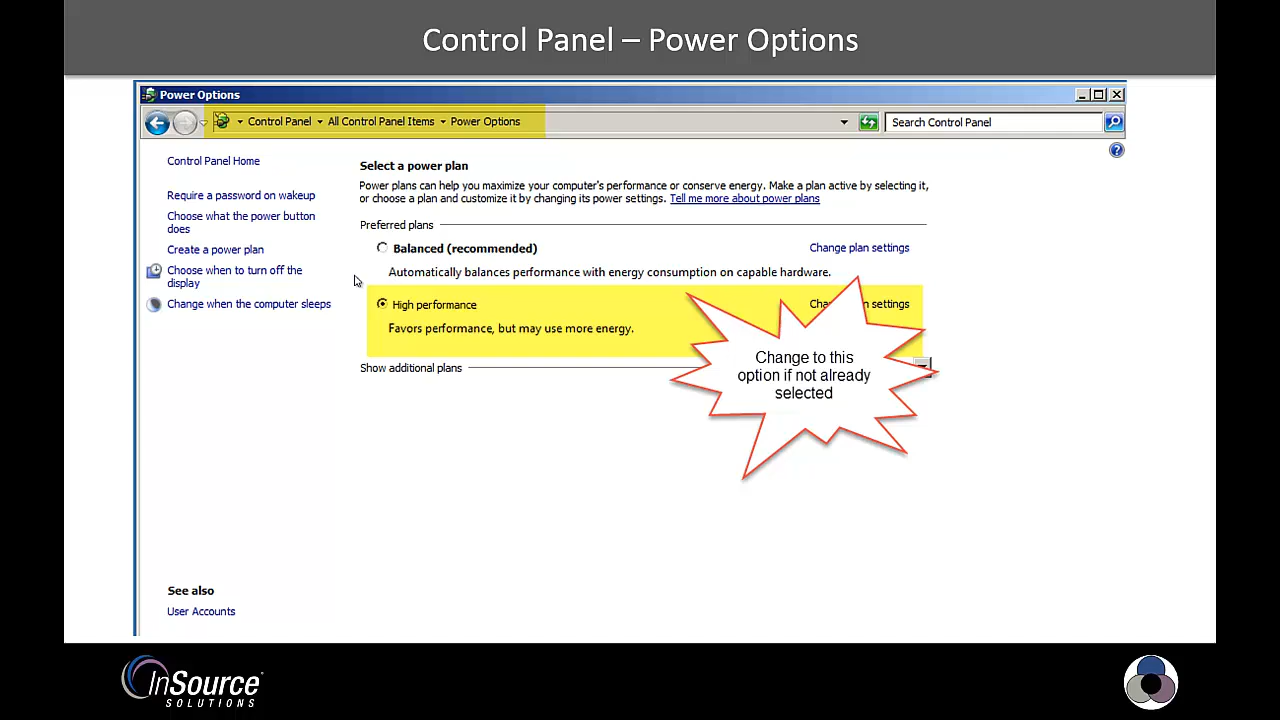 Control Panel – Power Options
Power Options
Control Panel
All Control Panel Items
Power Options
Search Control Panel
Control Panel Home
Require a password on wakeup
Choose what the power button
does
Create a power plan
Choose when to turn off the
display
Change when the computer sleeps
See also
User Accounts
Select a power plan
Power plans can help you maximize your computer's performance or conserve energy. Make a plan active by selecting it,
or choose a plan and customize it by changing its power settings. Tell me more about power plans
Preferred plans
Balanced (recommended)
Change plan settings
Automatically balances performance with energy consumption on capable hardware.
High performance
settings
Favors performance, but may use more energy.
Show additional plans
Change to this
option if not already
selected
InSource
SOLUTIONS